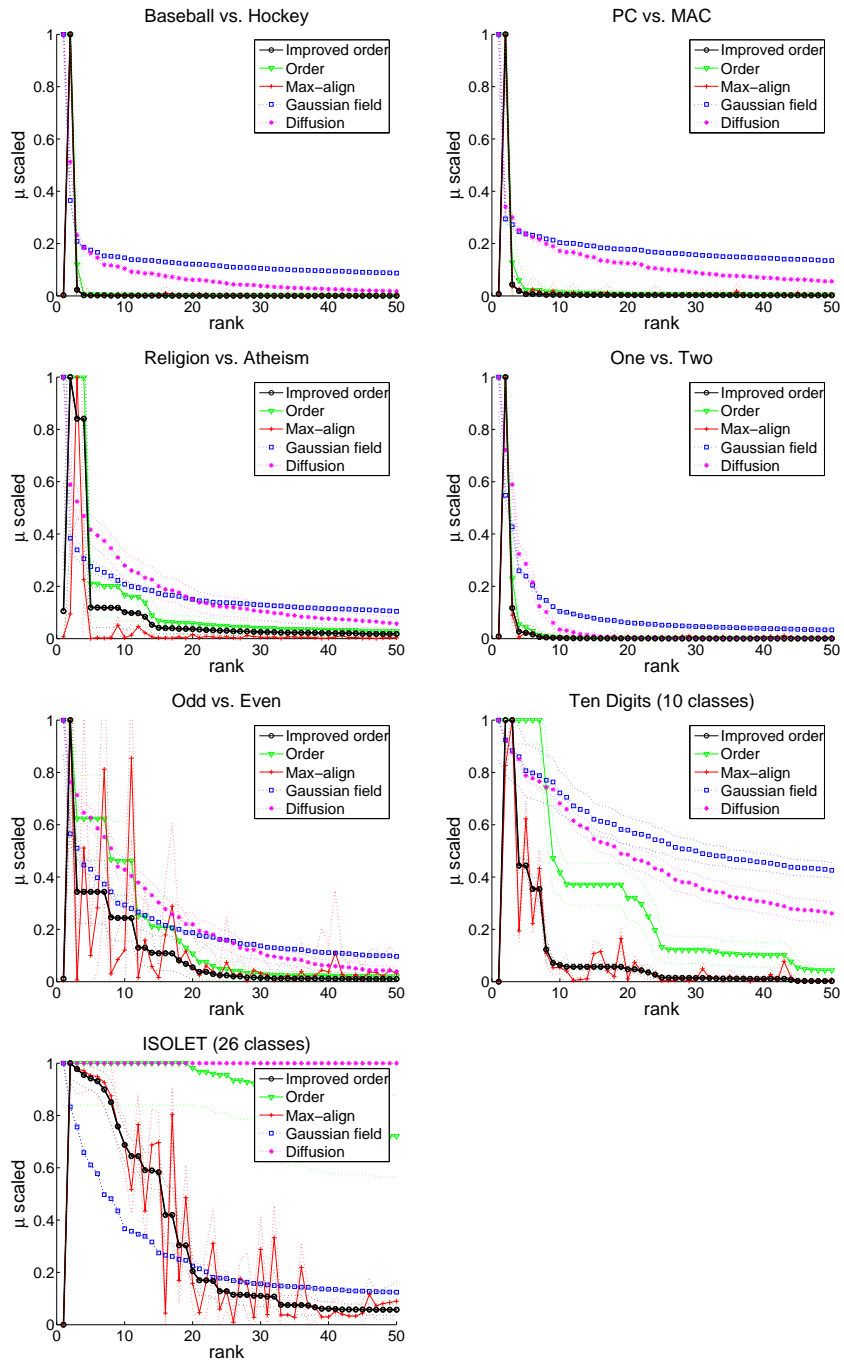 Baseball vs. Hockey
1
0.8
0.6
0.4
0.2
0
0 10 20 30 40 50
μ scaled
rank
Improved order
Order
Max−align
Gaussian field
Diffusion
PC vs. MAC
1
0.8
0.6
0.4
0.2
0
0 10 20 30 40 50
μ scaled
rank
Improved order
Order
Max−align
Gaussian field
Diffusion
Religion vs. Atheism
1
0.8
0.6
0.4
0.2
0
0 10 20 30 40 50
μ scaled
rank
Improved order
Order
Max−align
Gaussian field
Diffusion
One vs. Two
1
0.8
0.6
0.4
0.2
0
0 10 20 30 40 50
μ scaled
rank
Improved order
Order
Max−align
Gaussian field
Diffusion
Odd vs. Even
1
0.8
0.6
0.4
0.2
0
0 10 20 30 40 50
μ scaled
rank
Improved order
Order
Max−align
Gaussian field
Diffusion
Ten Digits (10 classes)
1
0.8
0.6
0.4
0.2
0
0 10 20 30 40 50
μ scaled
rank
Improved order
Order
Max−align
Gaussian field
Diffusion
ISOLET (26 classes)
1
0.8
0.6
0.4
0.2
0
0 10 20 30 40 50
μ scaled
rank
Improved order
Order
Max−align
Gaussian field
Diffusion